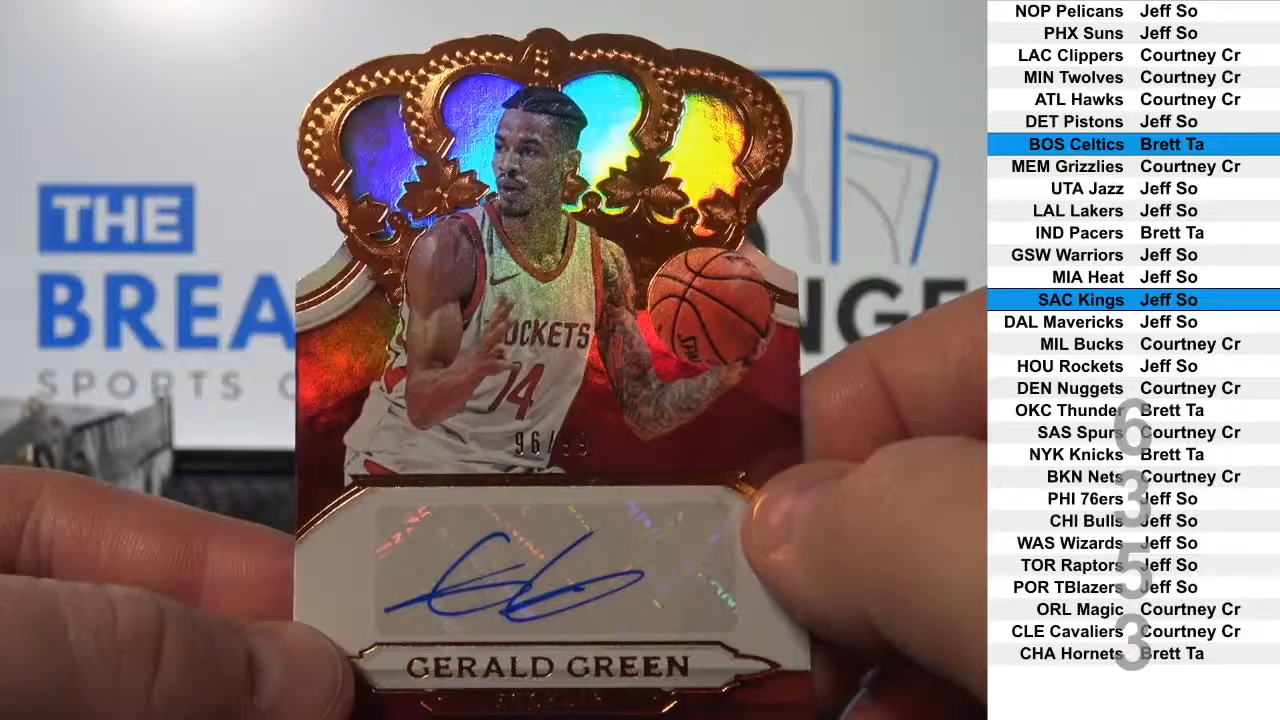 THE
BREA
NGE
SPORTS C
ROCKETS
14
96/99
GERALD GREEN
NOP Pelicans Jeff So
PHX Suns Jeff So
LAC Clippers Courtney Cr
MIN Twolves Courtney Cr
ATL Hawks Courtney Cr
DET Pistons Jeff So
BOS Celtics Brett Ta
MEM Grizzlies Courtney Cr
UTA Jazz Jeff So
LAL Lakers Jeff So
IND Pacers Brett Ta
GSW Warriors Jeff So
MIA Heat Jeff So
SAC Kings Jeff So
DAL Mavericks Jeff So
MIL Bucks Courtney Cr
HOU Rockets Jeff So
DEN Nuggets Courtney Cr
OKC Thunder Brett Ta
SAS Spurs Courtney Cr
NYK Knicks Brett Ta
BKN Nets Courtney Cr
PHI 76ers Jeff So
CHI Bulls Jeff So
WAS Wizards Jeff So
TOR Raptors Jeff So
POR TBlazers Jeff So
ORL Magic Courtney Cr
CLE Cavaliers Courtney Cr
CHA Hornets Brett Ta
6
3
5
3